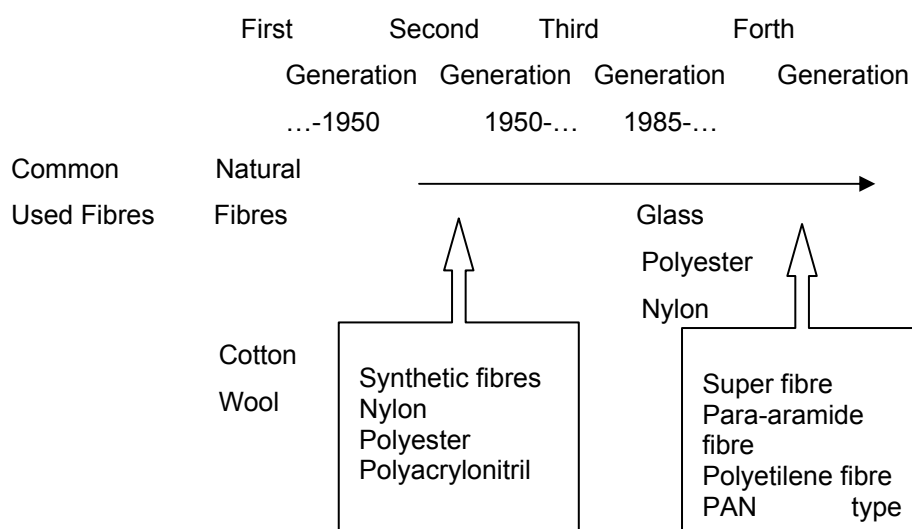 First Second Third Forth
Generation Generation Generation Generation
…-1950 1950-… 1985-…
Common Natural
Used Fibres Fibres Glass
Polyester
Nylon
Cotton
Wool
Synthetic fibres
Nylon
Polyester
Polyacrylonitril
Super fibre
Para-aramide
fibre
Polyetilene fibre
PAN type